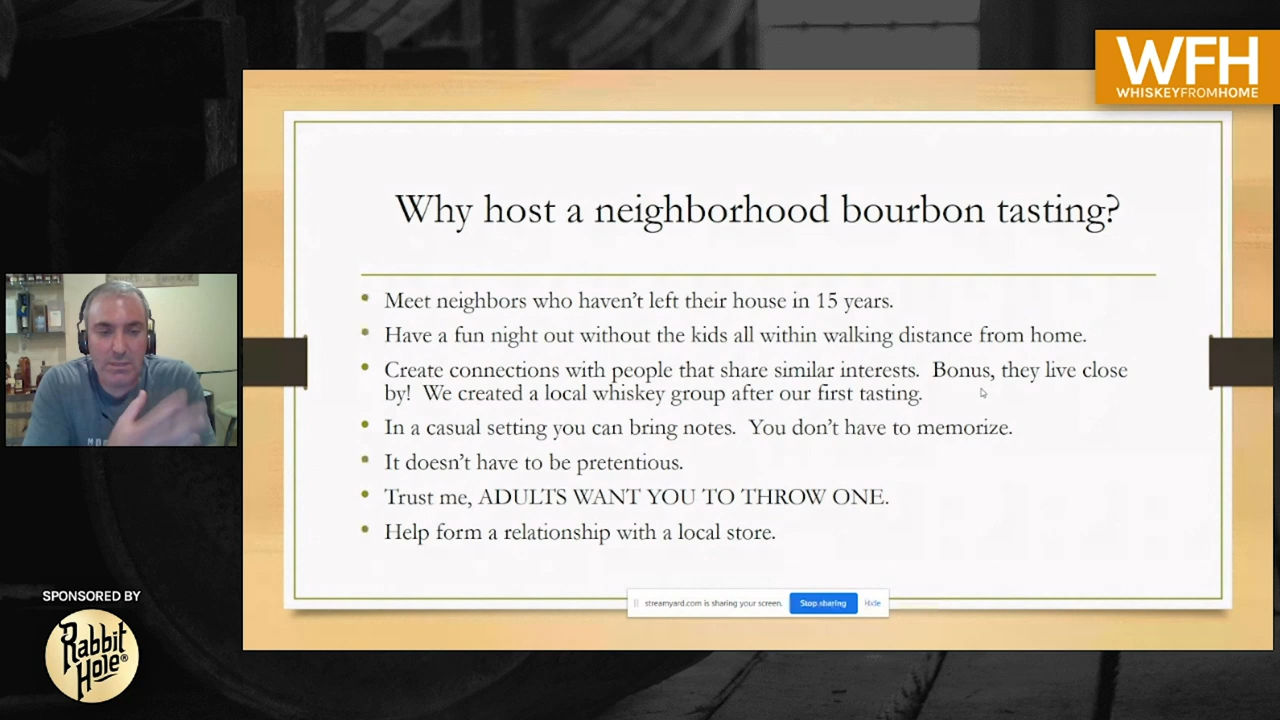 WFH
WHISKEYFROMHOME
Why host a neighborhood bourbon tasting?
• Meet neighbors who haven’t left their house in 15 years.
• Have a fun night out without the kids all within walking distance from home.
• Create connections with people that share similar interests.  Bonus, they live close
by!  We created a local whiskey group after our first tasting.
• In a casual setting you can bring notes.  You don’t have to memorize.
• It doesn’t have to be pretentious.
• Trust me, ADULTS WANT YOU TO THROW ONE.
• Help form a relationship with a local store.
streamyard.com is sharing your screen. Stop sharing Hide
SPONSORED BY
Rabbit
Hole®